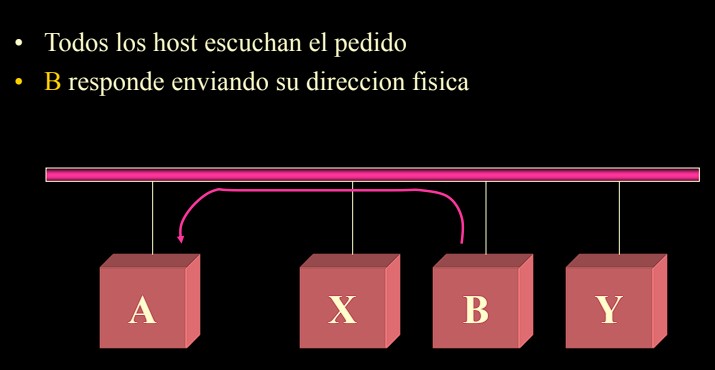 • Todos los host escuchan el pedido
• B responde enviando su direccion fisica
A X B Y